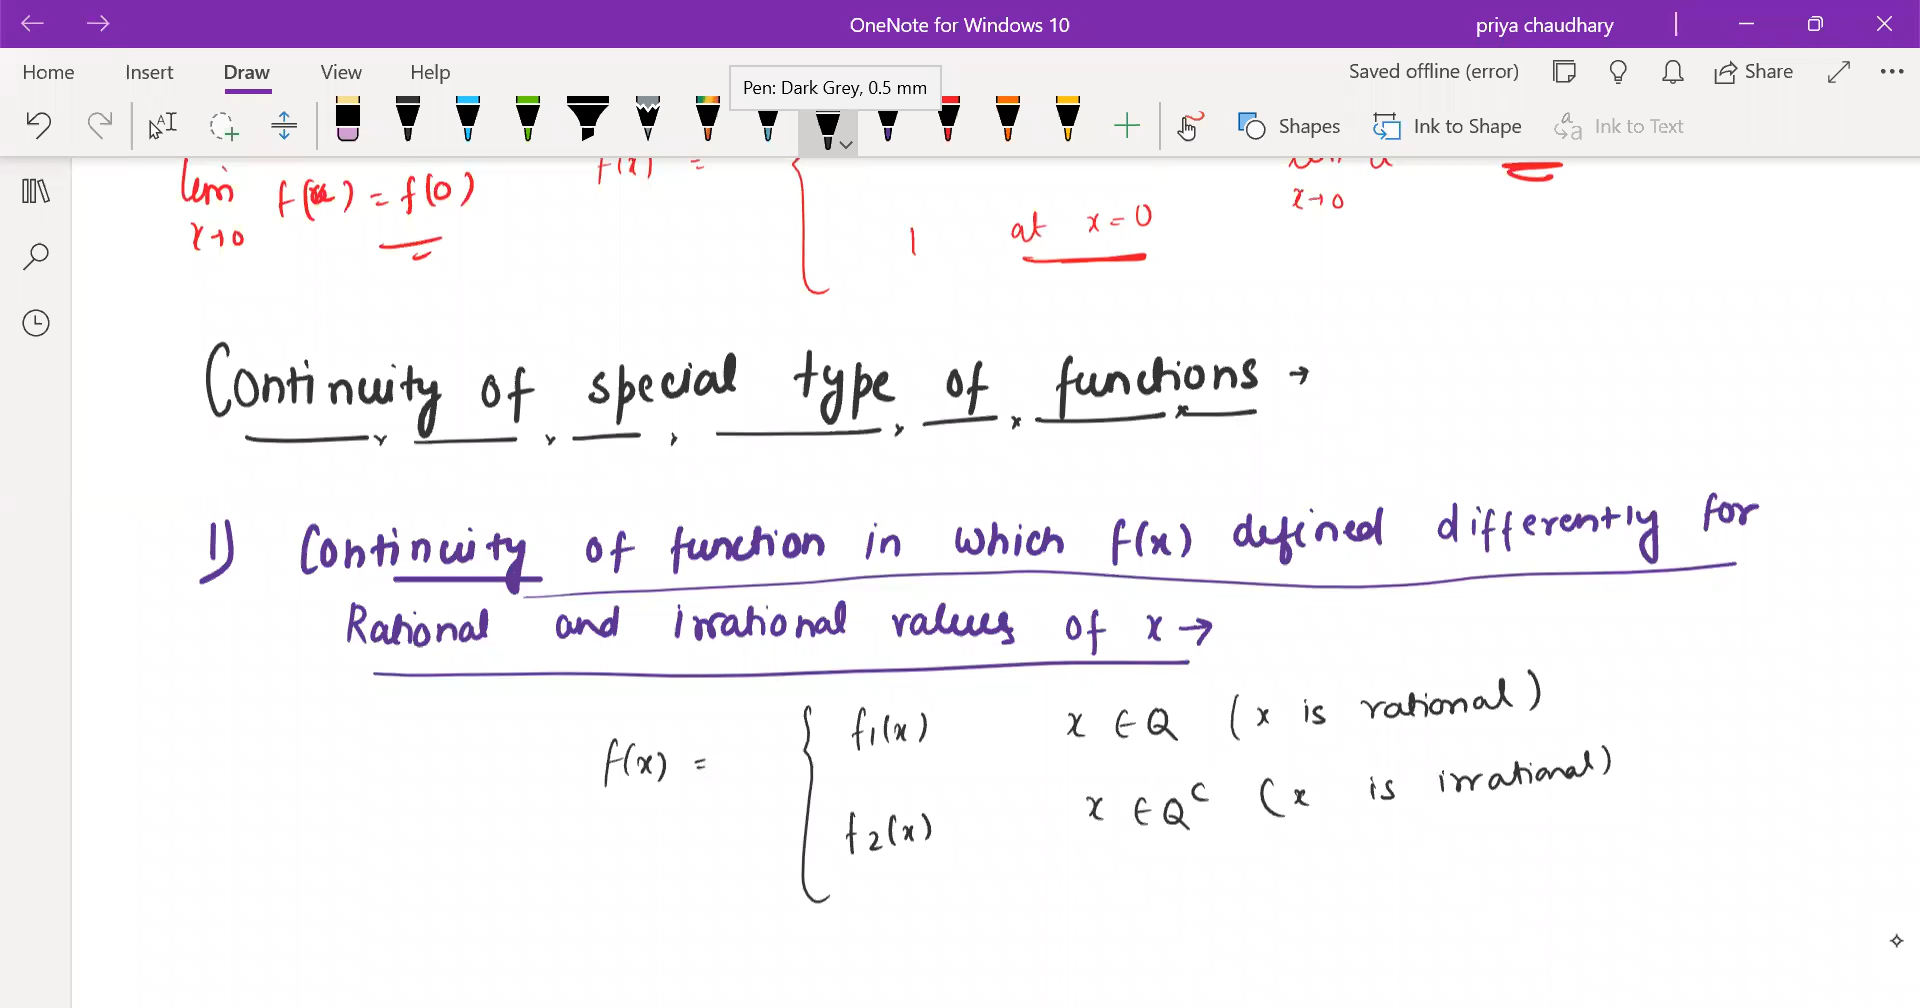 OneNote for Windows 10
priya chaudhary
Home Insert Draw View Help
Saved offline (error) Share
Pen: Dark Grey, 0.5 mm
Shapes Ink to Shape Ink to Text
lim f(x) = f(0)
x→0
f(x) =
1 at x = 0
x→0
Continuity of special type of functions →
1) Continuity of function in which f(x) defined differently for
Rational and irrational values of x →
f(x) =
f₁(x) x ∈ Q (x is rational)
f₂(x) x ∈ Qᶜ (x is irrational)